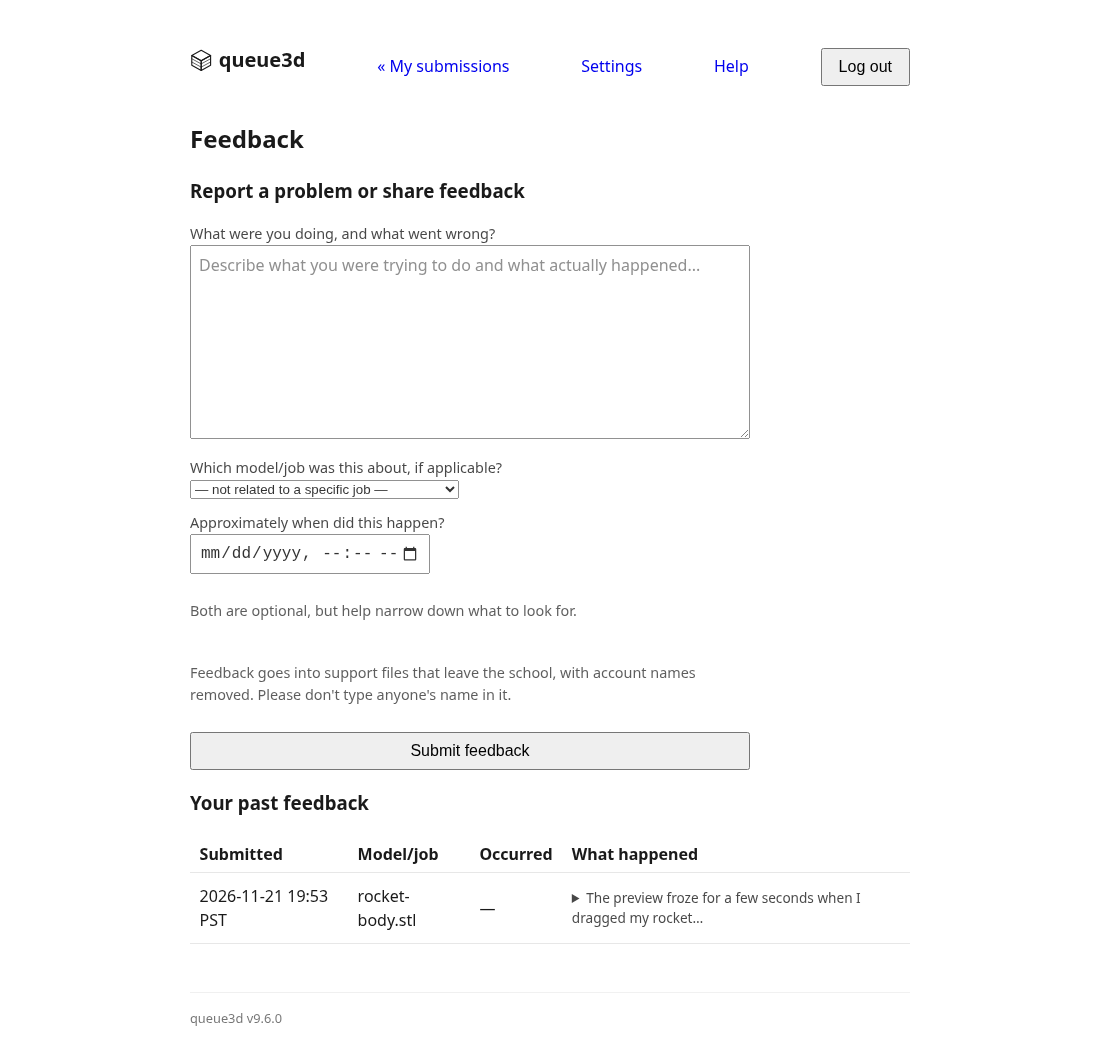 queue3d
« My submissions
Settings
Help
Log out
Feedback
Report a problem or share feedback
What were you doing, and what went wrong?
Describe what you were trying to do and what actually happened...
Which model/job was this about, if applicable?
— not related to a specific job —
Approximately when did this happen?
mm/dd/yyyy, --:-- --
Both are optional, but help narrow down what to look for.
Feedback goes into support files that leave the school, with account names
removed. Please don't type anyone's name in it.
Submit feedback
Your past feedback
Submitted Model/job Occurred What happened
2026-11-21 19:53 PST
rocket-body.stl
—
The preview froze for a few seconds when I
dragged my rocket...
queue3d v9.6.0